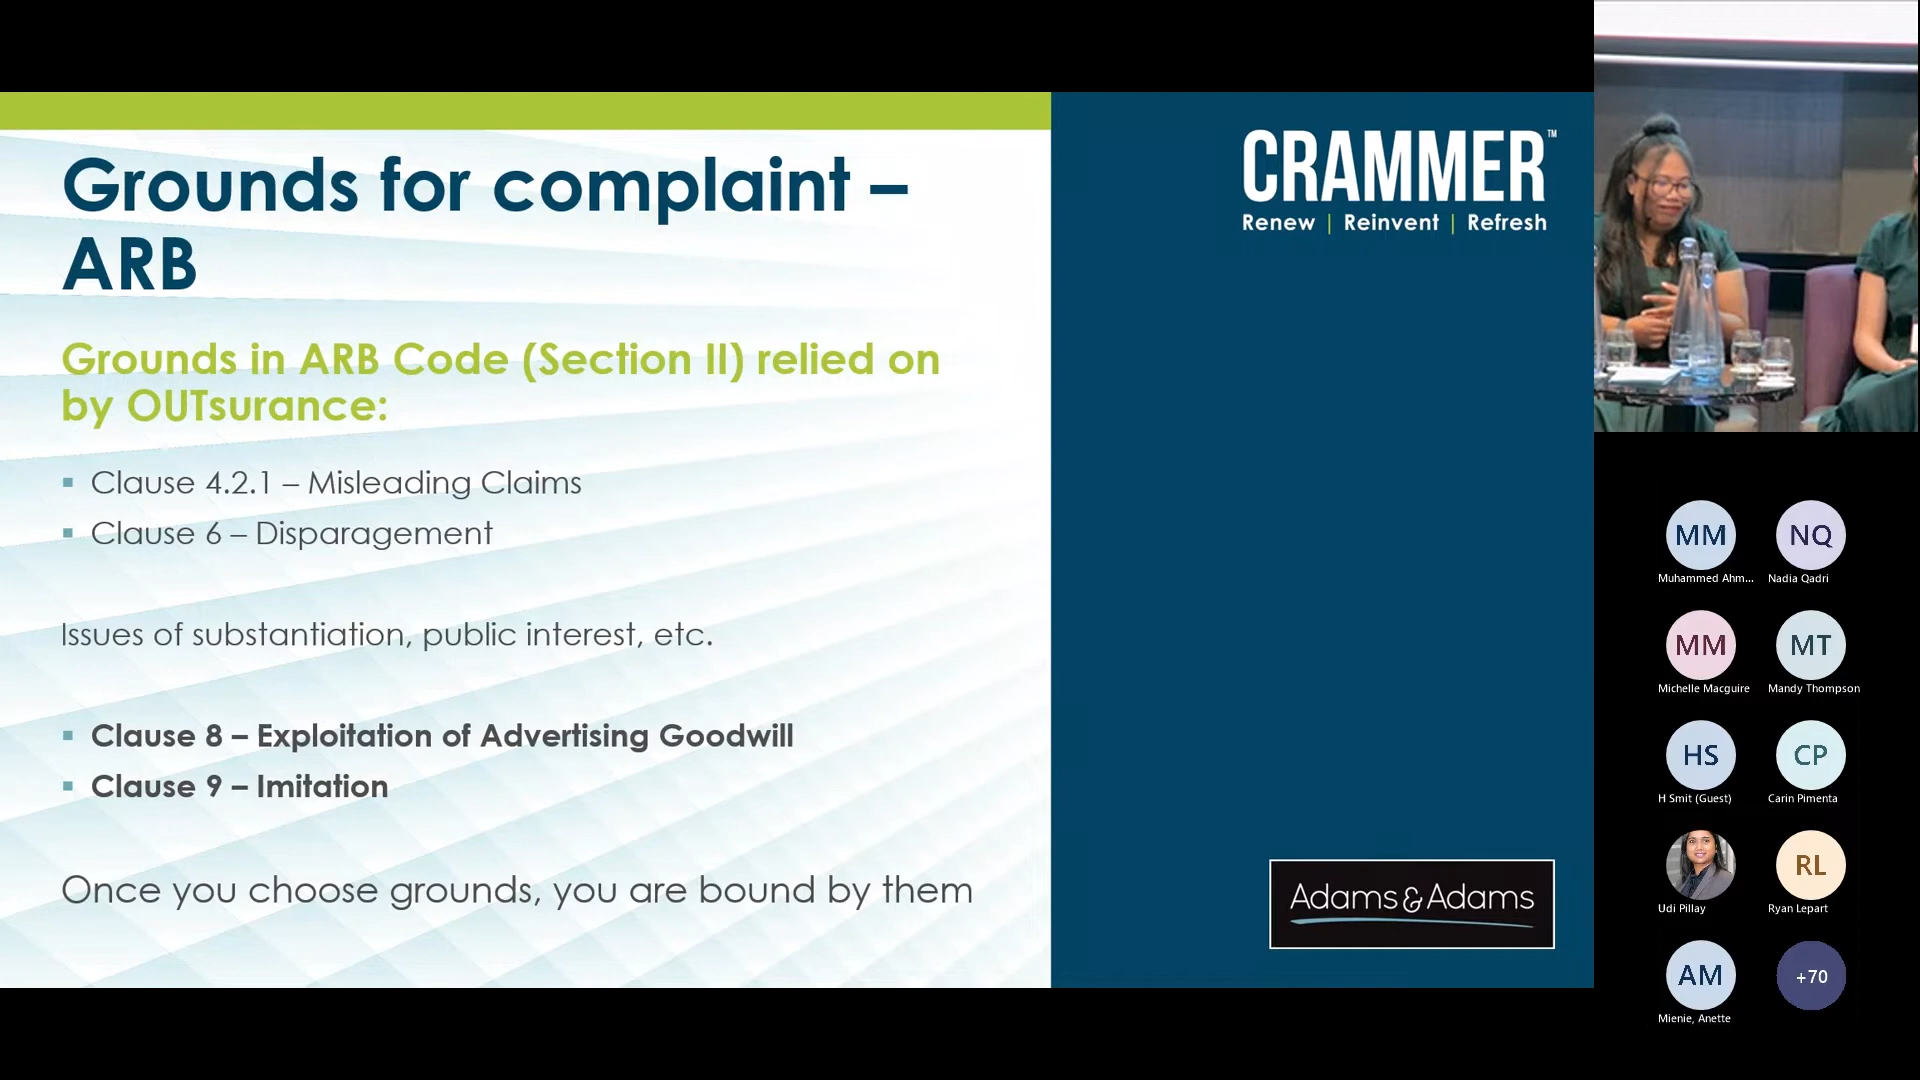 Grounds for complaint –
ARB
Grounds in ARB Code (Section II) relied on
by OUTsurance:
▪ Clause 4.2.1 – Misleading Claims
▪ Clause 6 – Disparagement
Issues of substantiation, public interest, etc.
▪ Clause 8 – Exploitation of Advertising Goodwill
▪ Clause 9 – Imitation
Once you choose grounds, you are bound by them
CRAMMER™
Renew | Reinvent | Refresh
Adams&Adams
MM
Muhammed Ahm...
NQ
Nadia Qadri
MM
Michelle Macguire
MT
Mandy Thompson
HS
H Smit (Guest)
CP
Carin Pimenta
Udi Pillay
RL
Ryan Lepart
AM
Mienie, Anette
+70